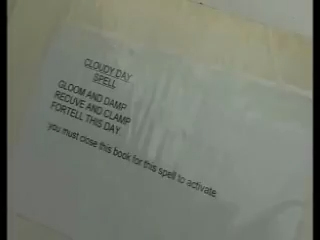 CLOUDY DAY
SPELL
GLOOM AND DAMP
RECUVE AND CLAMP
FORTELL THIS DAY
you must close this book for this spell to activate